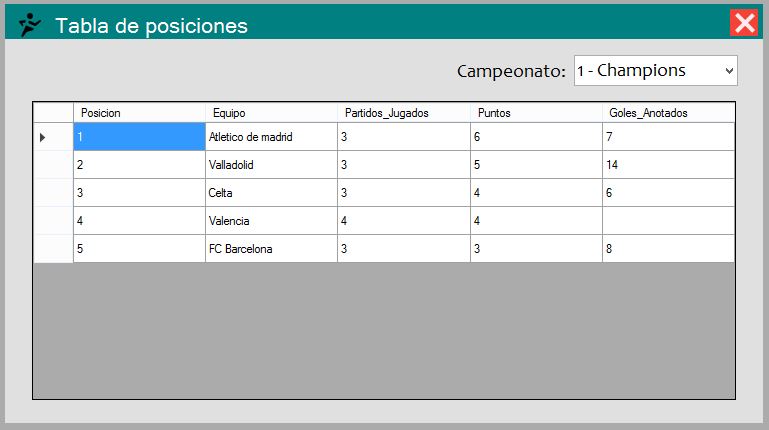 Tabla de posiciones
Campeonato: 1 - Champions
Posicion Equipo Partidos_Jugados Puntos Goles_Anotados
1 Atletico de madrid 3 6 7
2 Valladolid 3 5 14
3 Celta 3 4 6
4 Valencia 4 4
5 FC Barcelona 3 3 8